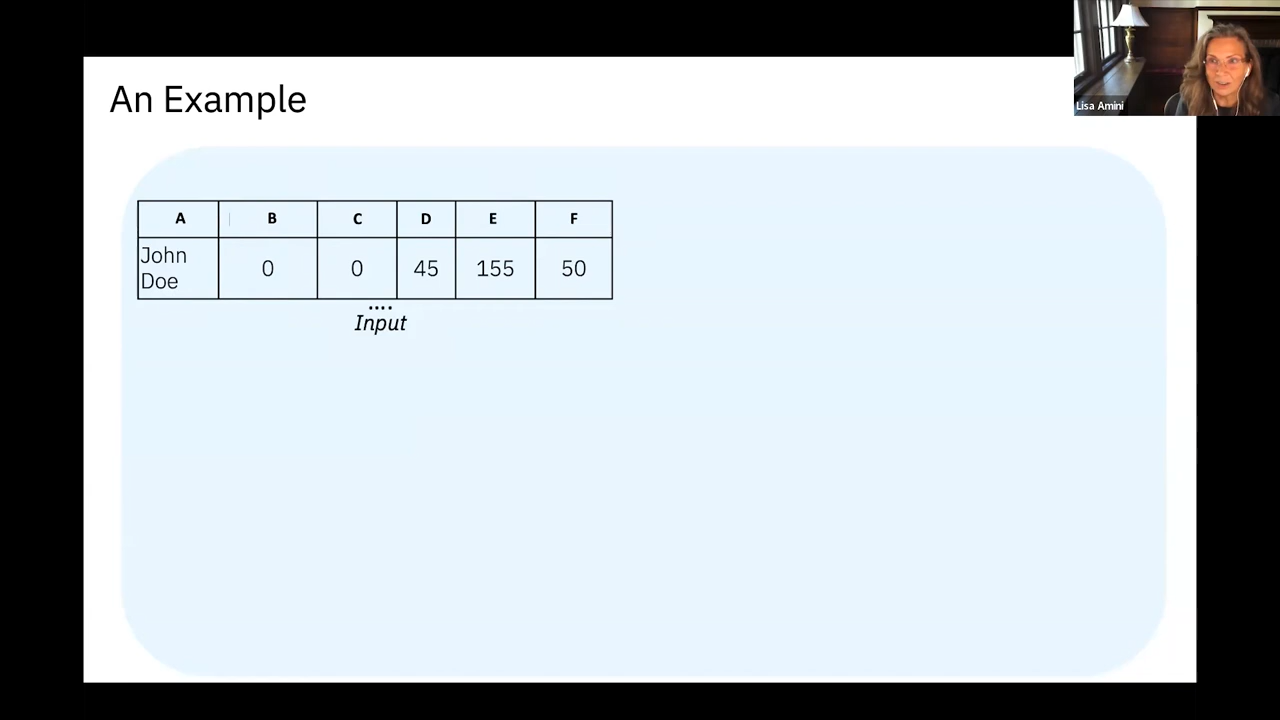 An Example
Lisa Amini
A B C D E F
John
Doe
0 0 45 155 50
....
Input